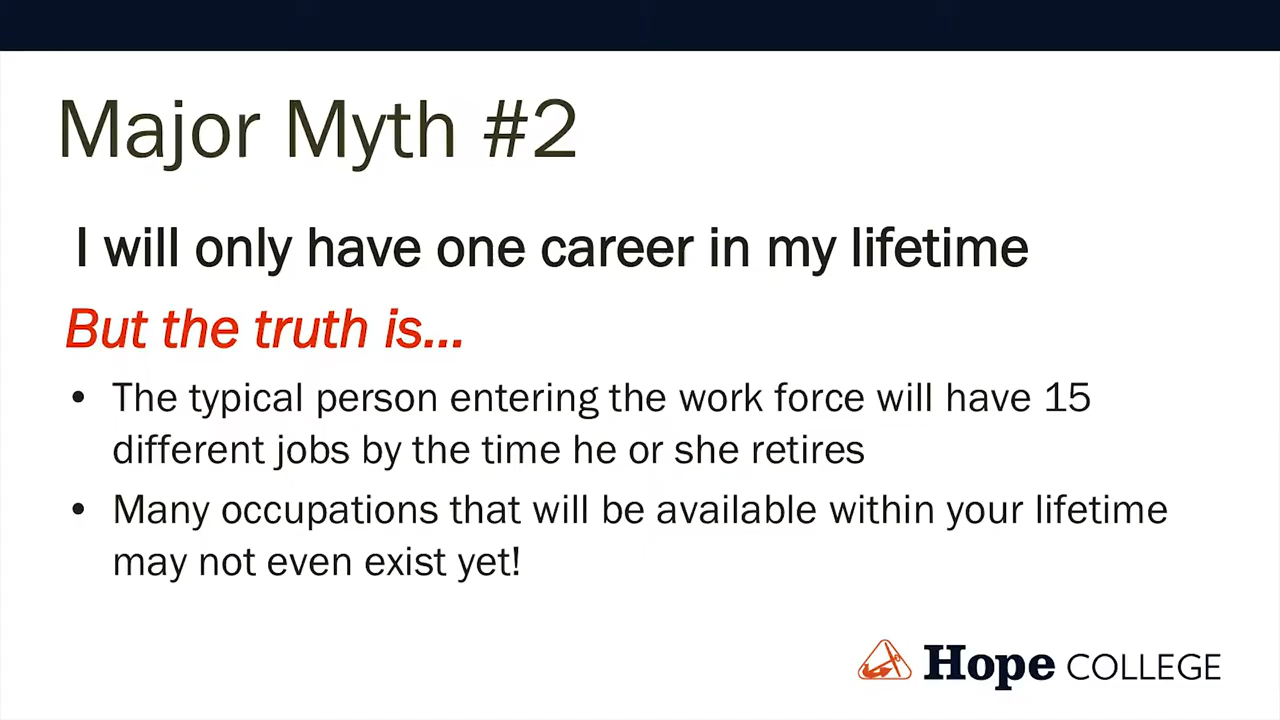 Major Myth #2
I will only have one career in my lifetime
But the truth is...
• The typical person entering the work force will have 15
different jobs by the time he or she retires
• Many occupations that will be available within your lifetime
may not even exist yet!
Hope COLLEGE